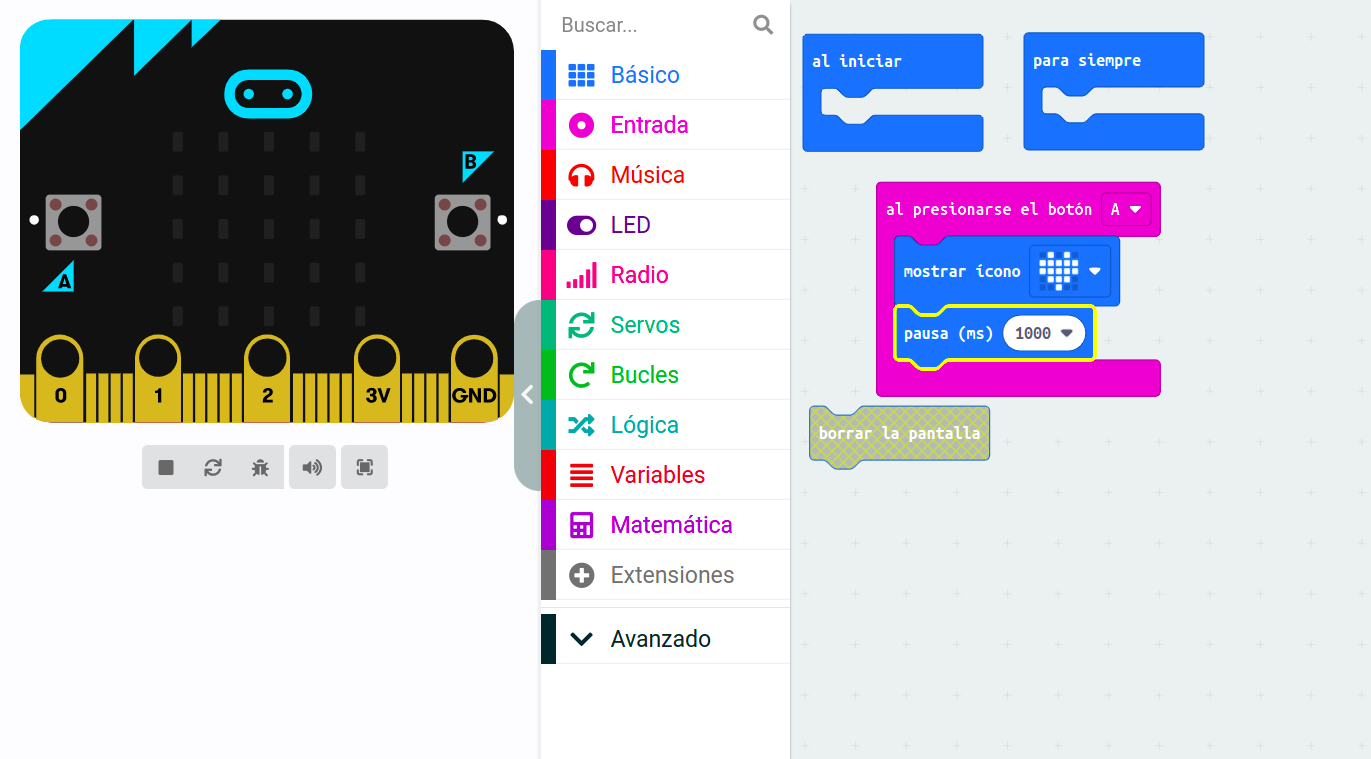 B
A
0
1
2
3V
GND
Buscar...
Básico
Entrada
Música
LED
Radio
Servos
Bucles
Lógica
Variables
Matemática
Extensiones
Avanzado
al iniciar
para siempre
al presionarse el botón A
mostrar ícono
pausa (ms) 1000
borrar la pantalla